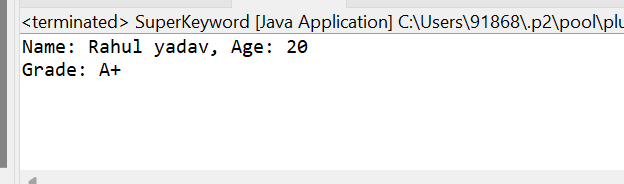 <terminated> SuperKeyword [Java Application] C:\Users\91868\.p2\pool\plu
Name: Rahul yadav, Age: 20
Grade: A+